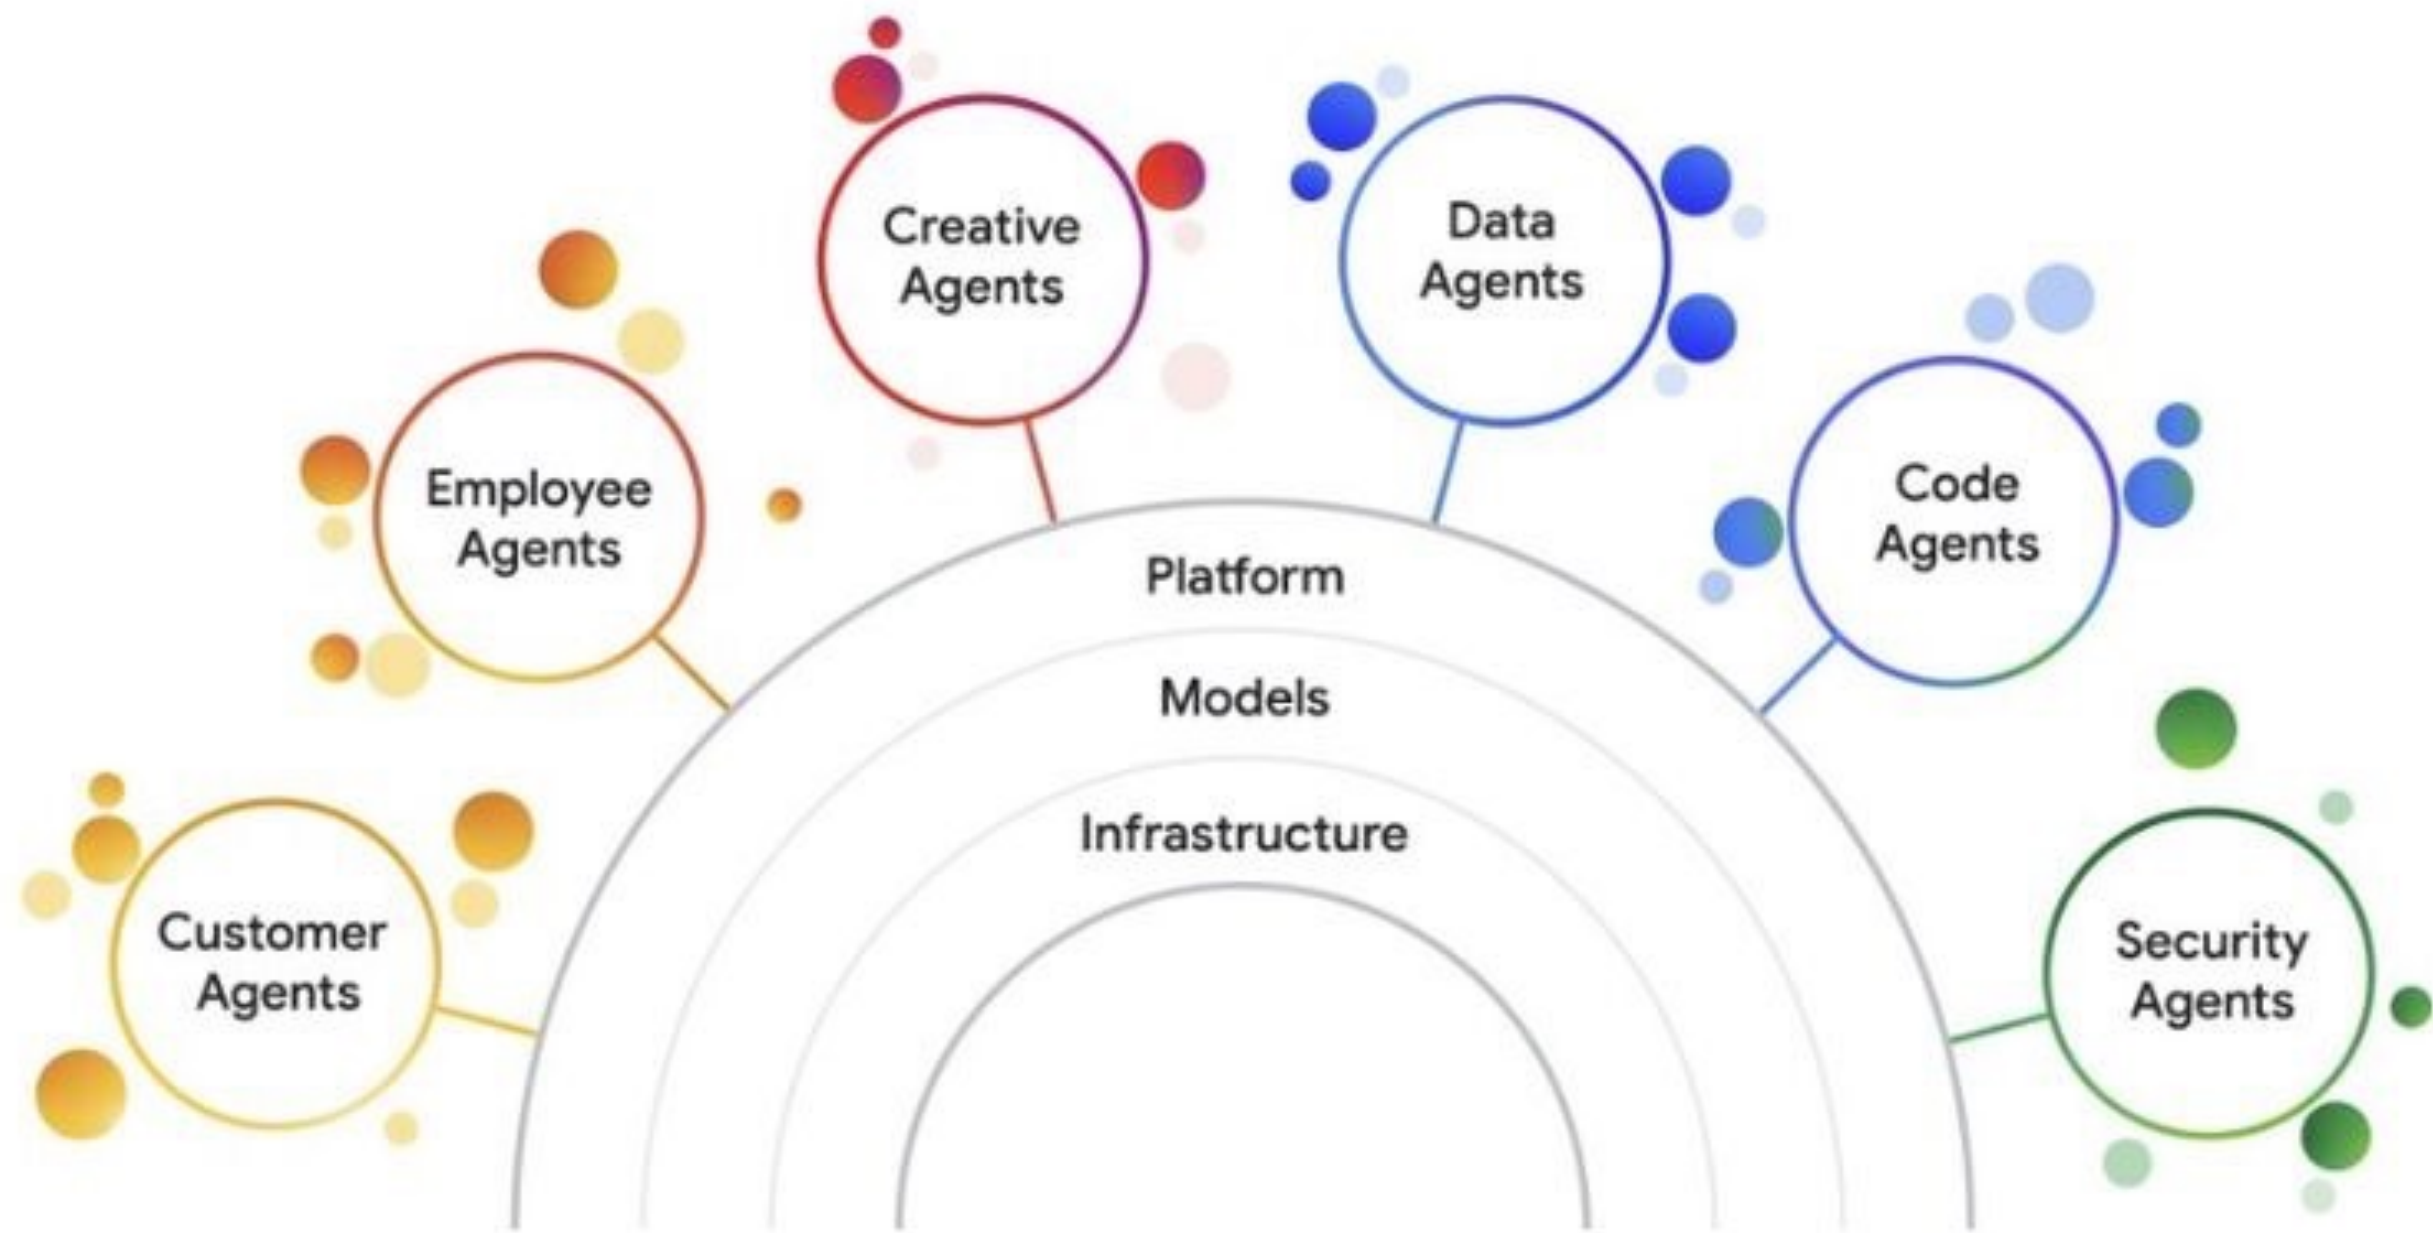 Creative
Agents
Data
Agents
Employee
Agents
Code
Agents
Platform
Models
Infrastructure
Customer
Agents
Security
Agents